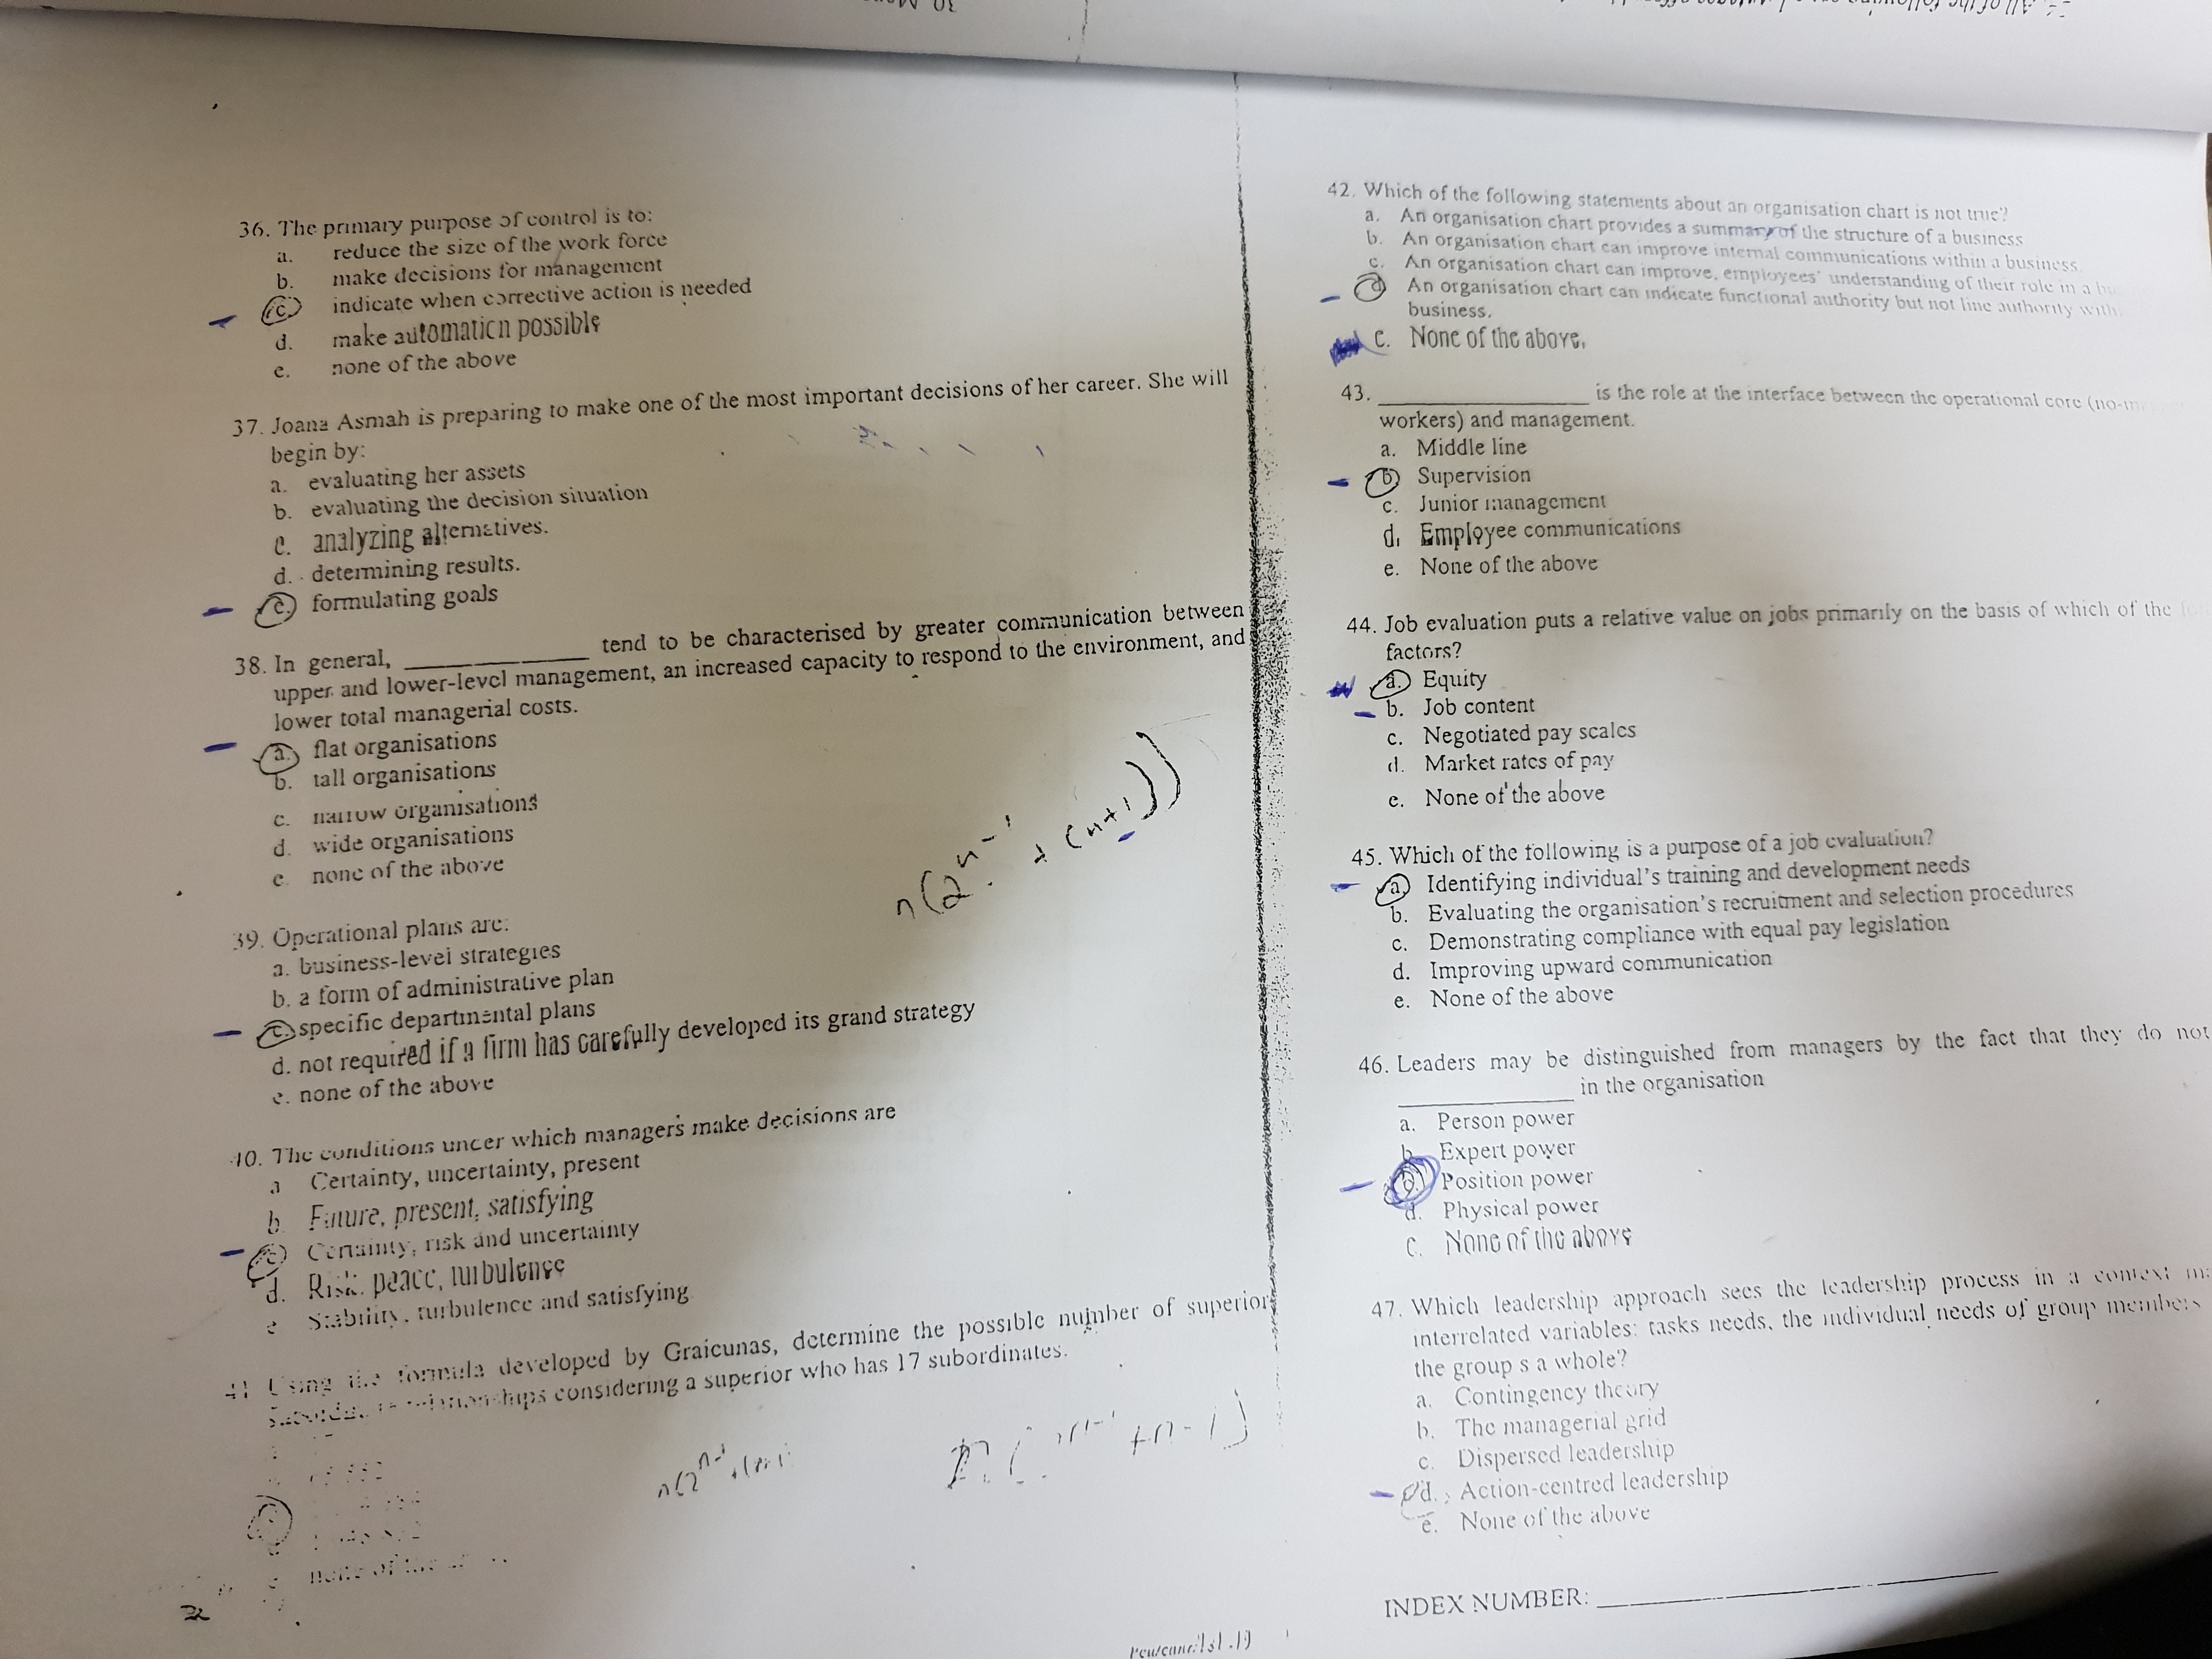 36. The primary purpose of control is to:
a. reduce the size of the work force
b. make decisions for management
c. indicate when corrective action is needed
d. make automation possible
e. none of the above
37. Joana Asmah is preparing to make one of the most important decisions of her career. She will
begin by:
a. evaluating her assets
b. evaluating the decision situation
c. analyzing alternatives.
d. determining results.
e. formulating goals
38. In general, ____________ tend to be characterised by greater communication between
upper and lower-level management, an increased capacity to respond to the environment, and
lower total managerial costs.
a. flat organisations
b. tall organisations
c. narrow organisations
d. wide organisations
e. none of the above
n(2^n-1 + (n+1))
39. Operational plans are:
a. business-level strategies
b. a form of administrative plan
c. specific departmental plans
d. not required if a firm has carefully developed its grand strategy
e. none of the above
40. The conditions under which managers make decisions are
a Certainty, uncertainty, present
b. Future, present, satisfying
c Certainty, risk and uncertainty
d. Risk, peace, turbulence
e Stability, turbulence and satisfying
41 Using the formula developed by Graicunas, determine the possible number of superior
relationships considering a superior who has 17 subordinates.
none of the
42. Which of the following statements about an organisation chart is not true?
a. An organisation chart provides a summary of the structure of a business
b. An organisation chart can improve internal communications within a business.
c. An organisation chart can improve, employees' understanding of their role in a
d An organisation chart can indicate functional authority but not line authority
business.
e. None of the above.
43. ____________ is the role at the interface between the operational core
workers) and management.
a. Middle line
b Supervision
c. Junior management
d. Employee communications
e. None of the above
44. Job evaluation puts a relative value on jobs primarily on the basis of which of the
factors?
a. Equity
b. Job content
c. Negotiated pay scales
d. Market rates of pay
e. None of the above
45. Which of the following is a purpose of a job evaluation?
a Identifying individual's training and development needs
b. Evaluating the organisation's recruitment and selection procedures
c. Demonstrating compliance with equal pay legislation
d. Improving upward communication
e. None of the above
46. Leaders may be distinguished from managers by the fact that they do not
____________ in the organisation
a. Person power
b Expert power
Position power
d. Physical power
e. None of the above
47. Which leadership approach sees the leadership process in a context
interrelated variables: tasks needs, the individual needs of group members
the group s a whole?
a. Contingency theory
b. The managerial grid
c. Dispersed leadership
d. Action-centred leadership
e. None of the above
INDEX NUMBER: ____________